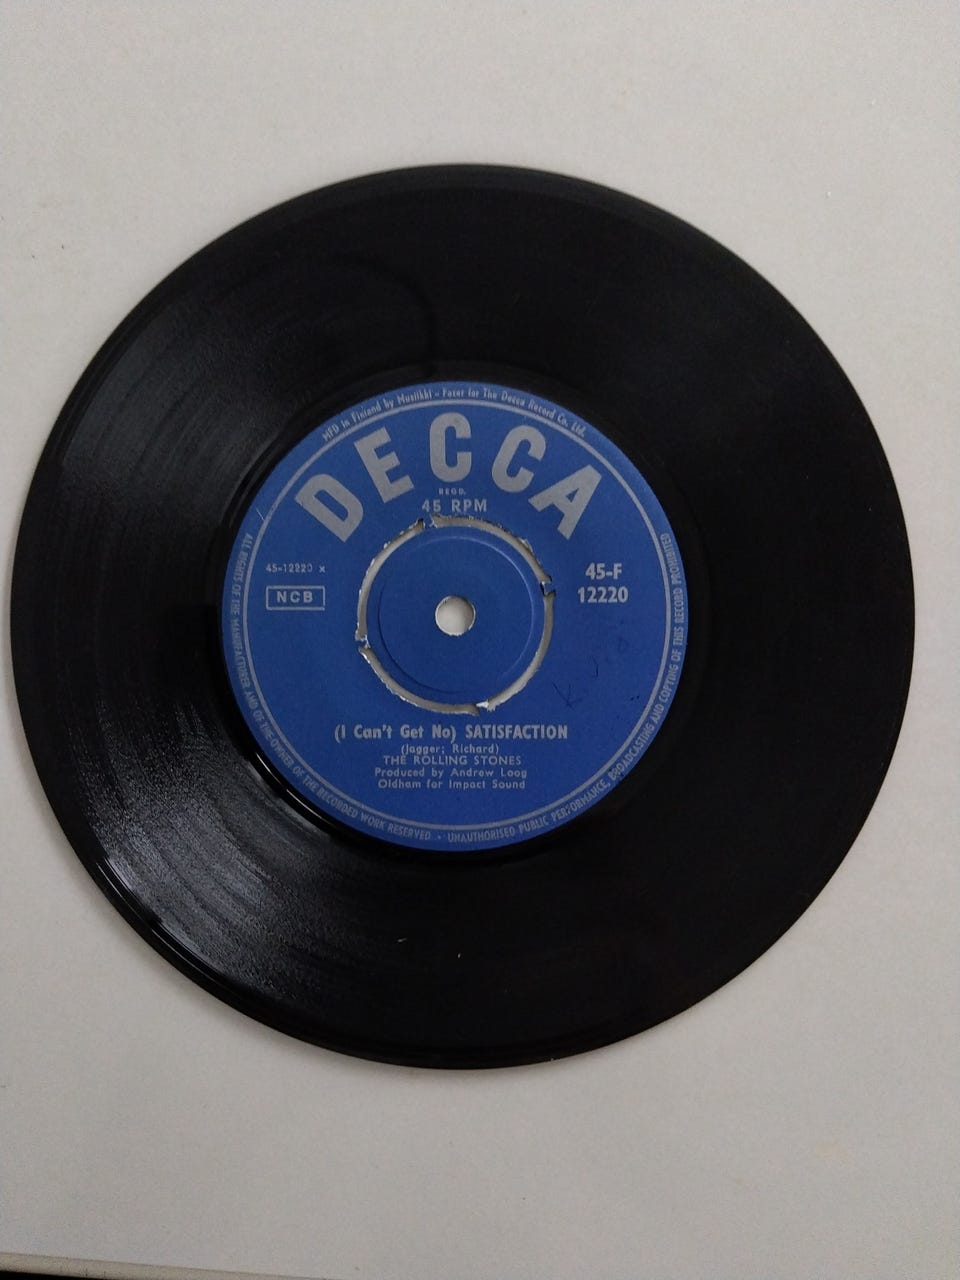 MFD in Finland by Musiikki - Fazer for The Decca Record Co. Ltd.
DECCA
REGD.
45 RPM
45-12220 x
NCB
45-F
12220
(I Can't Get No) SATISFACTION
(Jagger; Richard)
THE ROLLING STONES
Produced by Andrew Loog
Oldham for Impact Sound
ALL RIGHTS OF THE MANUFACTURER AND OF THE OWNER OF THE RECORDED WORK RESERVED · UNAUTHORISED PUBLIC PERFORMANCE, BROADCASTING AND COPYING OF THIS RECORD PROHIBITED